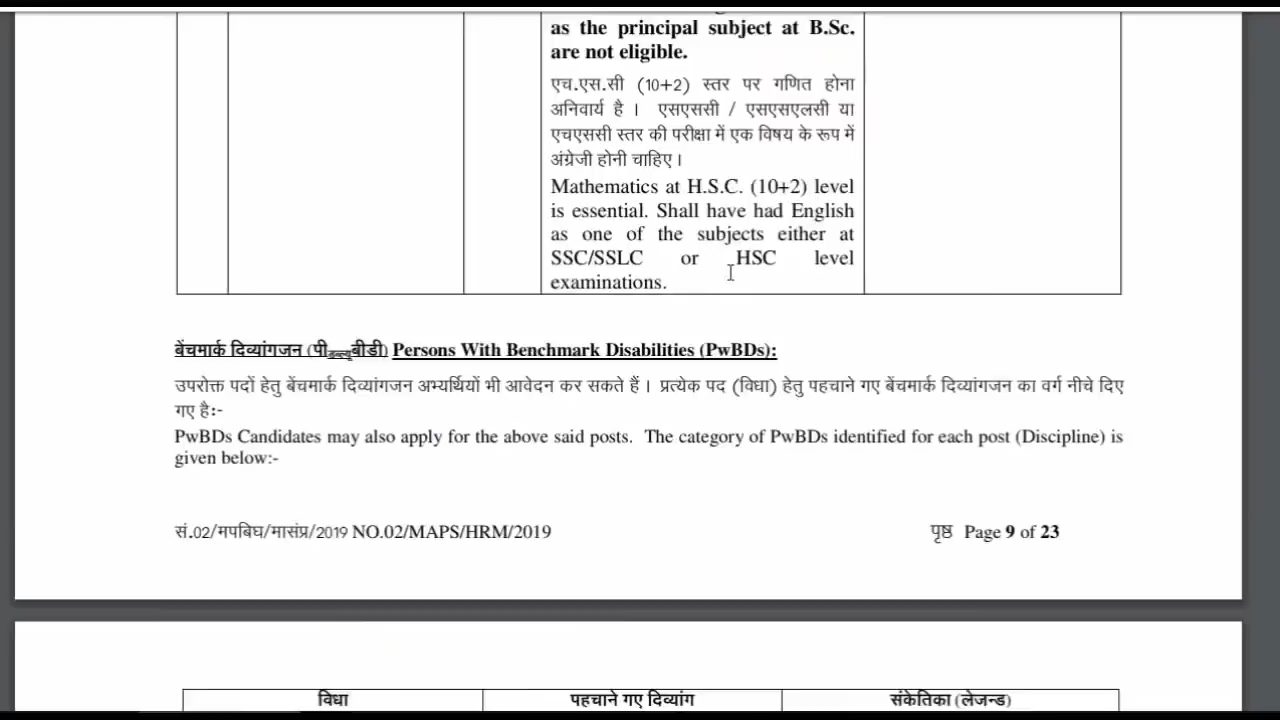 as the principal subject at B.Sc.
are not eligible.
एच.एस.सी (10+2) स्तर पर गणित होना
अनिवार्य है । एसएससी / एसएसएलसी या
एचएससी स्तर की परीक्षा में एक विषय के रूप में
अंग्रेजी होनी चाहिए ।
Mathematics at H.S.C. (10+2) level
is essential. Shall have had English
as one of the subjects either at
SSC/SSLC or HSC level
examinations.
बेंचमार्क दिव्यांगजन (पीडब्ल्यूबीडी) Persons With Benchmark Disabilities (PwBDs):
उपरोक्त पदों हेतु बेंचमार्क दिव्यांगजन अभ्यर्थियों भी आवेदन कर सकते हैं । प्रत्येक पद (विधा) हेतु पहचाने गए बेंचमार्क दिव्यांगजन का वर्ग नीचे दिए
गए है:-
PwBDs Candidates may also apply for the above said posts. The category of PwBDs identified for each post (Discipline) is
given below:-
सं.02/मपबिघ/मासंप्र/2019 NO.02/MAPS/HRM/2019 पृष्ठ Page 9 of 23
विधा पहचाने गए दिव्यांग संकेतिका (लेजन्ड)